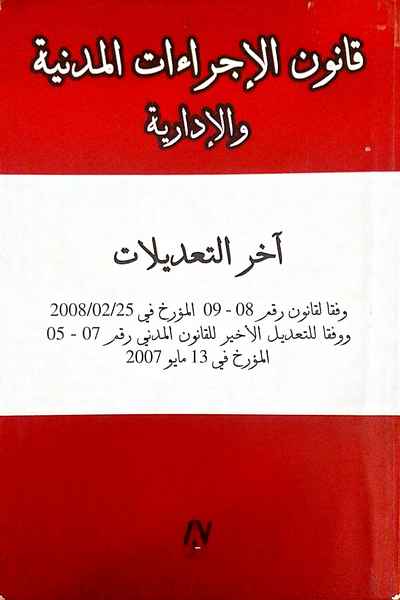 قانون الإجراءات المدنية
والإدارية
آخر التعديلات
وفقا لقانون رقم 08 - 09 المؤرخ في 2008/02/25
ووفقا للتعديل الأخير للقانون المدني رقم 07 - 05
المؤرخ في 13 مايو 2007